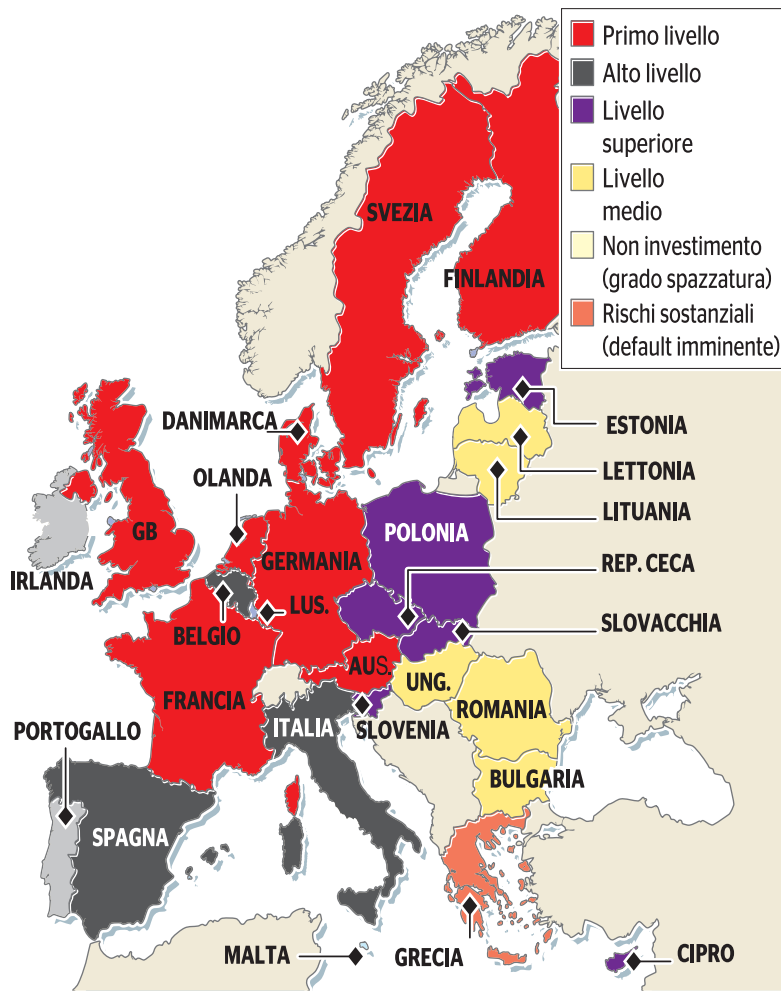 Primo livello
Alto livello
Livello
superiore
Livello
medio
Non investimento
(grado spazzatura)
Rischi sostanziali
(default imminente)
SVEZIA
FINLANDIA
DANIMARCA
ESTONIA
OLANDA
LETTONIA
LITUANIA
GB
POLONIA
GERMANIA
REP. CECA
IRLANDA
LUS.
SLOVACCHIA
BELGIO
AUS.
UNG.
FRANCIA
ROMANIA
PORTOGALLO
ITALIA
SLOVENIA
BULGARIA
SPAGNA
MALTA
GRECIA
CIPRO